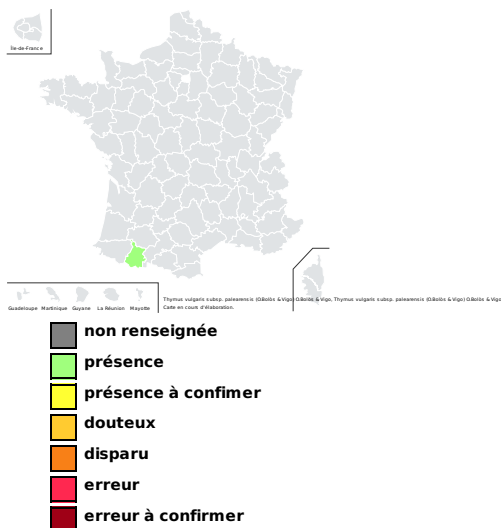 Île-de-France
Guadeloupe Martinique Guyane La Réunion Mayotte
Thymus vulgaris subsp. palearensis (O.Bolòs & Vigo) O.Bolòs & Vigo, Thymus vulgaris subsp. palearensis (O.Bolòs & Vigo) O.Bolòs & Vigo
Carte en cours d'élaboration.
non renseignée
présence
présence à confimer
douteux
disparu
erreur
erreur à confirmer